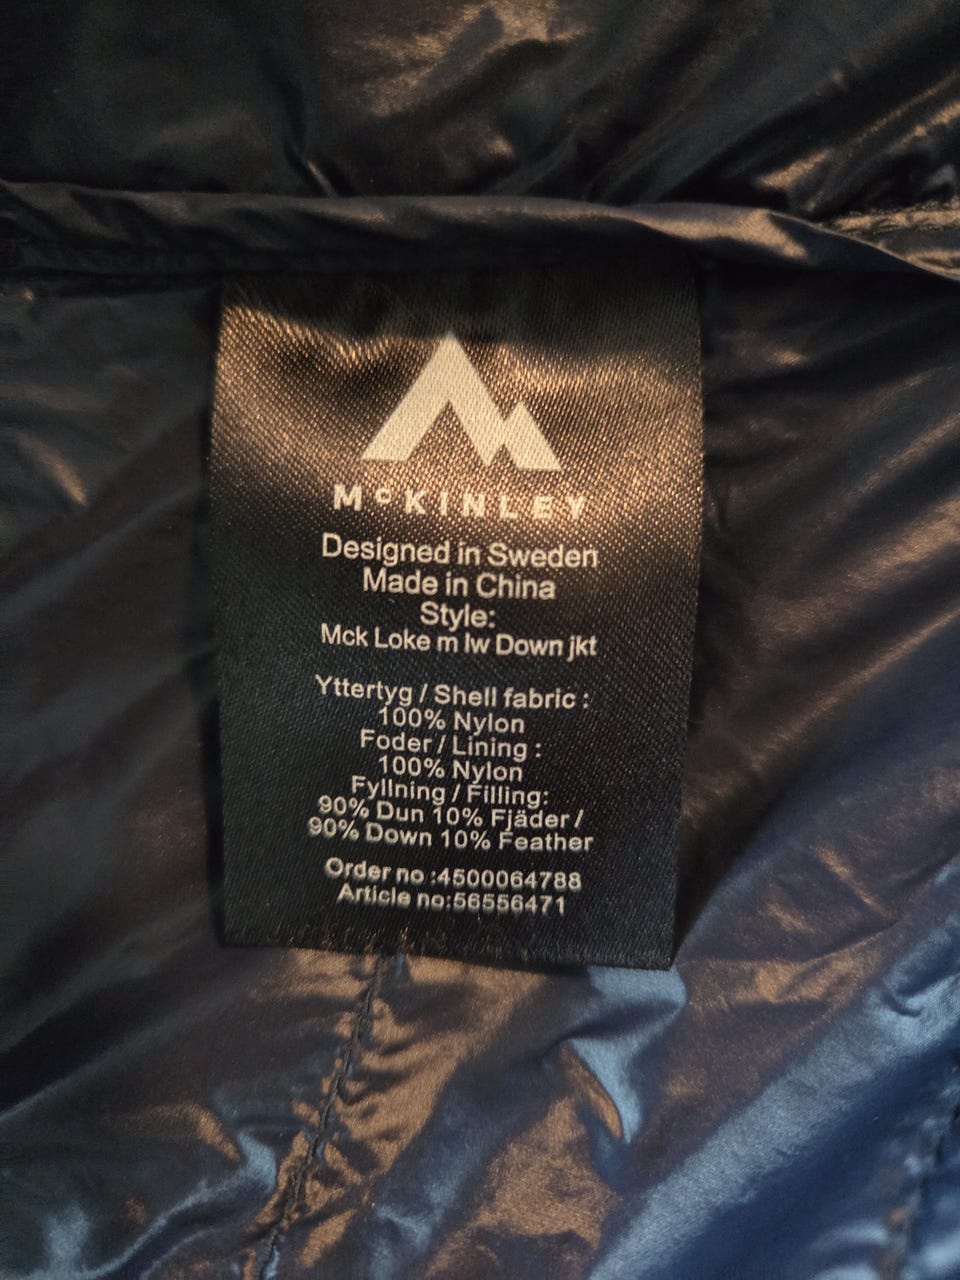 McKINLEY
Designed in Sweden
Made in China
Style:
Mck Loke m lw Down jkt
Yttertyg / Shell fabric :
100% Nylon
Foder / Lining :
100% Nylon
Fyllning / Filling:
90% Dun 10% Fjäder /
90% Down 10% Feather
Order no :4500064788
Article no:56556471